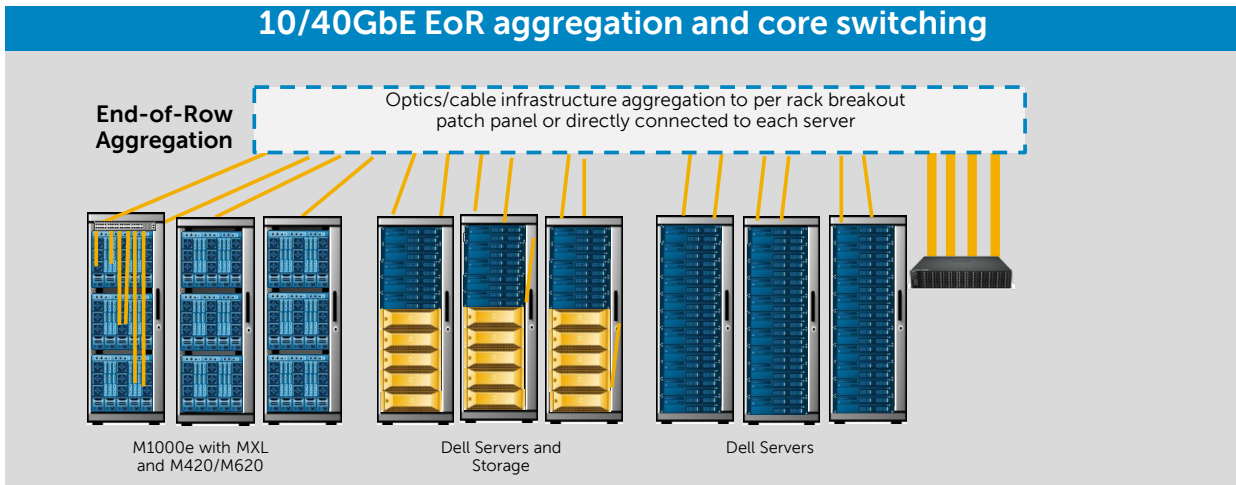 10/40GbE EoR aggregation and core switching
End-of-Row
Aggregation
Optics/cable infrastructure aggregation to per rack breakout
patch panel or directly connected to each server
M1000e with MXL
and M420/M620
Dell Servers and
Storage
Dell Servers